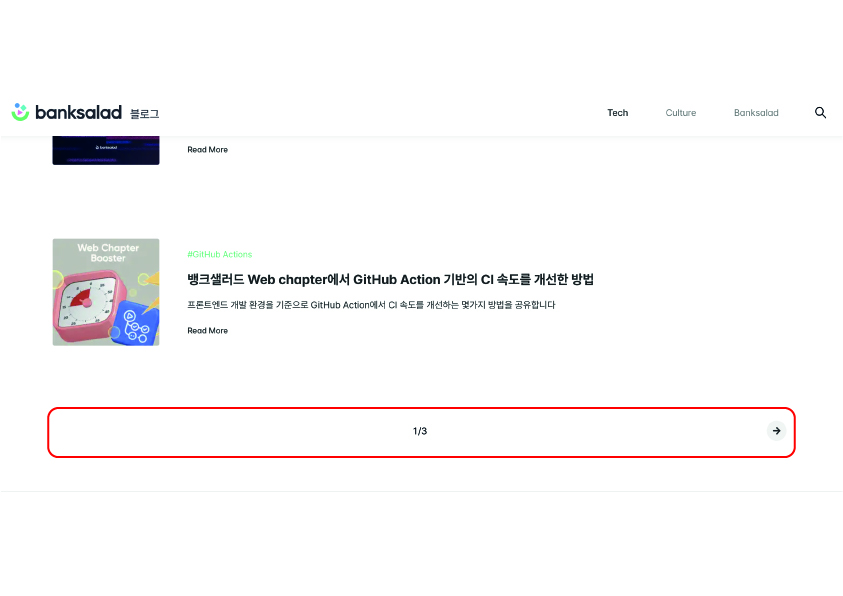 banksalad 블로그
Tech
Culture
Banksalad
banksalad
Read More
Web Chapter
Booster
#GitHub Actions
뱅크샐러드 Web chapter에서 GitHub Action 기반의 CI 속도를 개선한 방법
프론트엔드 개발 환경을 기준으로 GitHub Action에서 CI 속도를 개선하는 몇가지 방법을 공유합니다
Read More
1/3